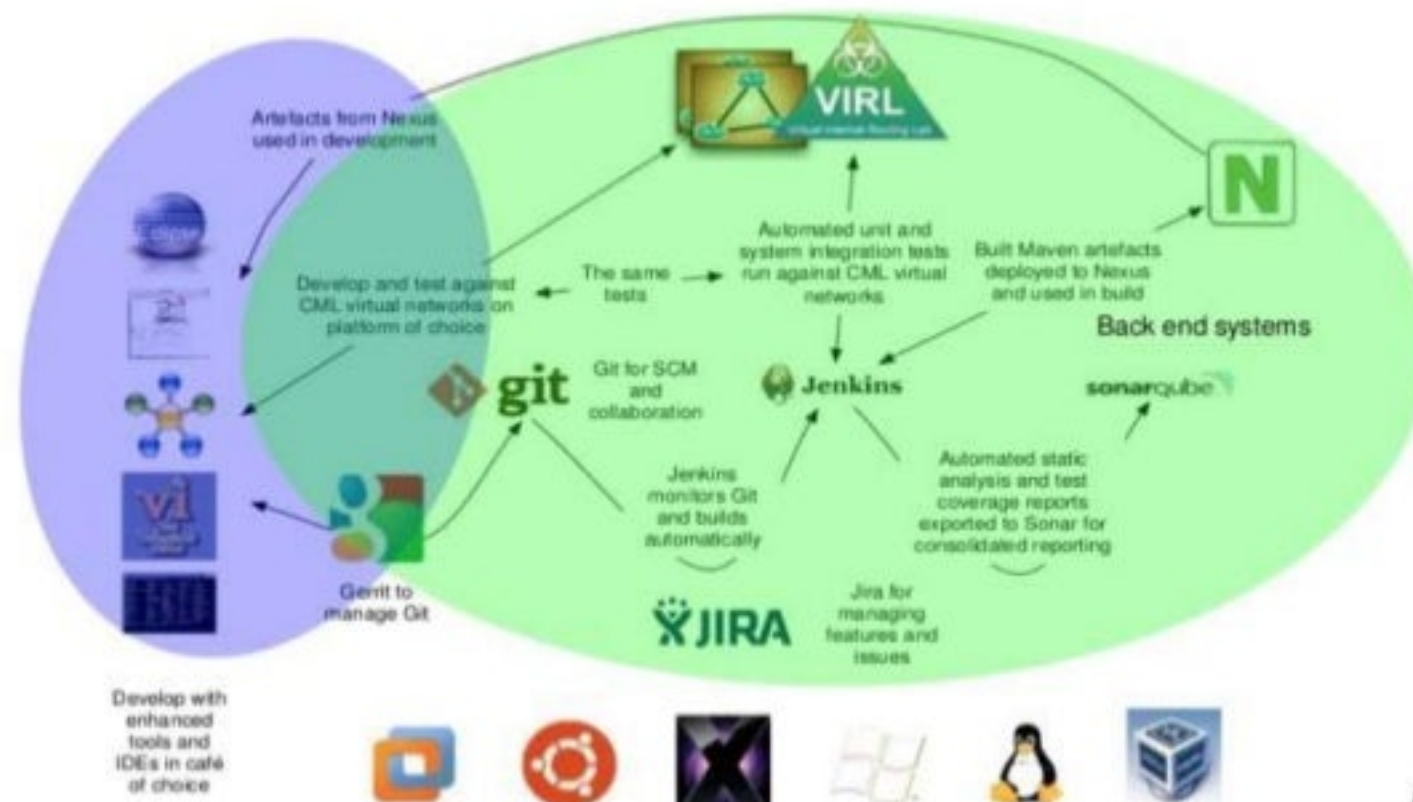 VIRL
Artefacts from Nexus
used in development
N
Eclipse
Automated unit and
system integration tests
run against CML virtual
networks
Built Maven artefacts
deployed to Nexus
and used in build
Develop and test against
CML virtual networks on
platform of choice
The same
tests
Back end systems
git
Git for SCM
and
collaboration
Jenkins
sonarqube
Jenkins
monitors Git
and builds
automatically
Automated static
analysis and test
coverage reports
exported to Sonar for
consolidated reporting
vi
Gerrit to
manage Git
JIRA
Jira for
managing
features and
issues
Develop with
enhanced
tools and
IDEs in café
of choice